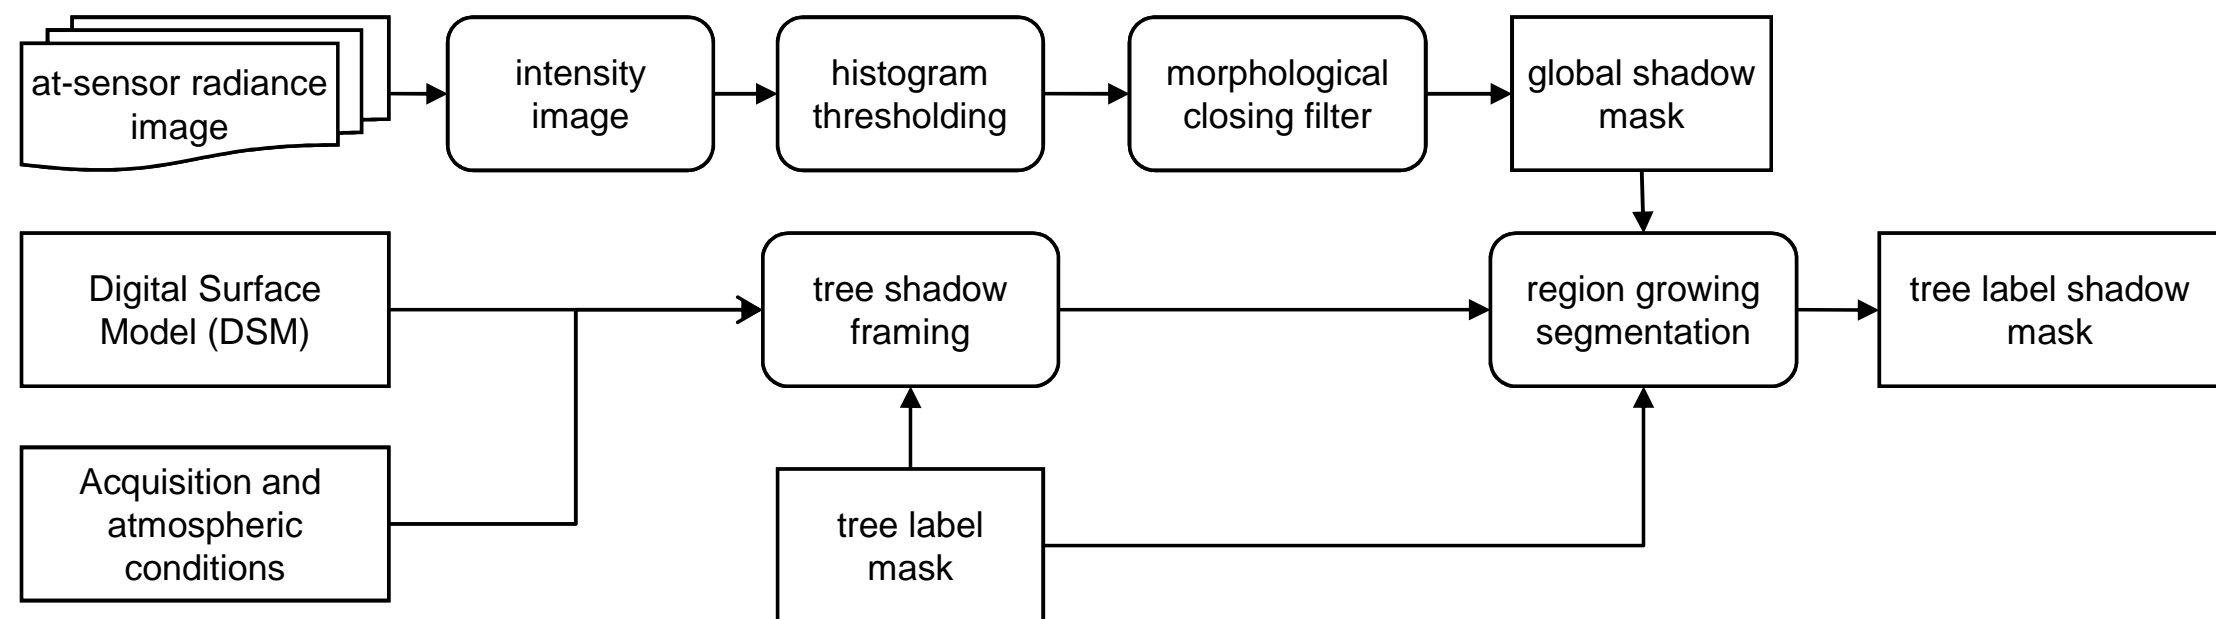 at-sensor radiance
image
intensity
image
histogram
thresholding
morphological
closing filter
global shadow
mask
Digital Surface
Model (DSM)
tree shadow
framing
region growing
segmentation
tree label shadow
mask
Acquisition and
atmospheric
conditions
tree label
mask